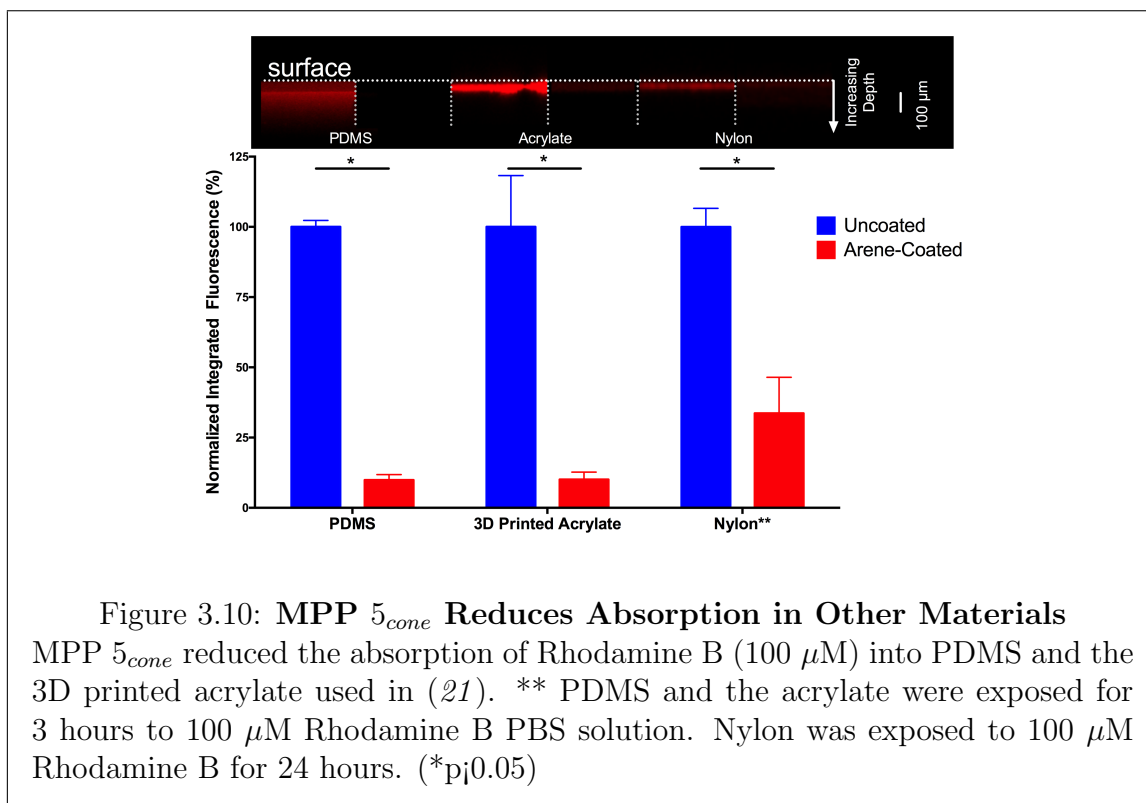 surface
PDMS
Acrylate
Nylon
Increasing
Depth
100 µm
Normalized Integrated Fluorescence (%)
125
100
75
50
25
0
*
*
*
Uncoated
Arene-Coated
PDMS
3D Printed Acrylate
Nylon**
Figure 3.10: MPP 5cone Reduces Absorption in Other Materials
MPP 5cone reduced the absorption of Rhodamine B (100 µM) into PDMS and the
3D printed acrylate used in (21). ** PDMS and the acrylate were exposed for
3 hours to 100 µM Rhodamine B PBS solution. Nylon was exposed to 100 µM
Rhodamine B for 24 hours. (*p¡0.05)